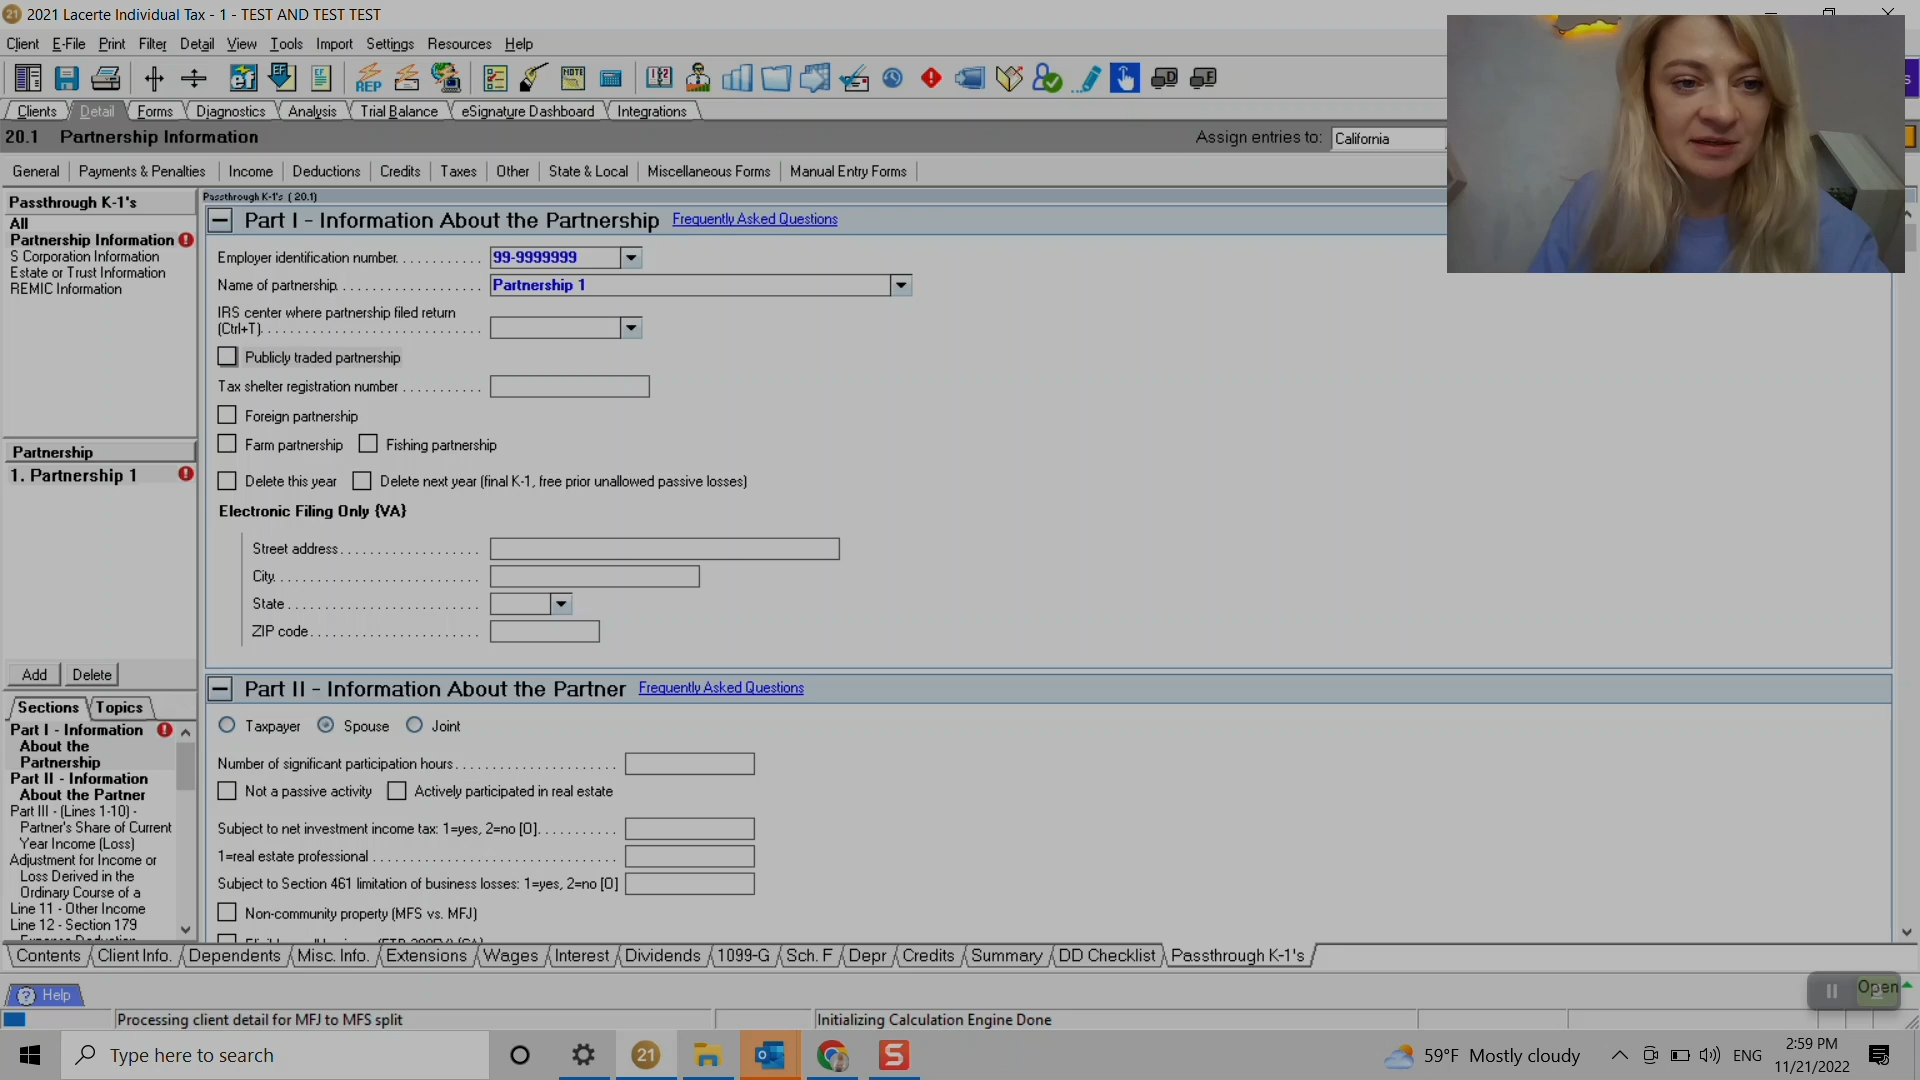 2021 Lacerte Individual Tax - 1 - TEST AND TEST TEST
Client E-File Print Filter Detail View Tools Import Settings Resources Help
Clients Detail Forms Diagnostics Analysis Trial Balance eSignature Dashboard Integrations
20.1 Partnership Information Assign entries to: California
General Payments & Penalties Income Deductions Credits Taxes Other State & Local Miscellaneous Forms Manual Entry Forms
Passthrough K-1's
All
Partnership Information
S Corporation Information
Estate or Trust Information
REMIC Information
Partnership
1. Partnership 1
Add Delete
Sections Topics
Part I - Information
About the
Partnership
Part II - Information
About the Partner
Part III - (Lines 1-10) -
Partner's Share of Current
Year Income (Loss)
Adjustment for Income or
Loss Derived in the
Ordinary Course of a
Line 11 - Other Income
Line 12 - Section 179
Passthrough K-1's ( 20.1)
Part I - Information About the Partnership Frequently Asked Questions
Employer identification number. . . . . . . . . . . 99-9999999
Name of partnership. . . . . . . . . . . . . . . . . . Partnership 1
IRS center where partnership filed return
(Ctrl+T). . . . . . . . . . . . . . . . . . . . . . . . . . . .
Publicly traded partnership
Tax shelter registration number . . . . . . . . . . .
Foreign partnership
Farm partnership Fishing partnership
Delete this year Delete next year (final K-1, free prior unallowed passive losses)
Electronic Filing Only {VA}
Street address . . . . . . . . . . . . . . . . . . .
City. . . . . . . . . . . . . . . . . . . . . . . . . . .
State . . . . . . . . . . . . . . . . . . . . . . . . . .
ZIP code . . . . . . . . . . . . . . . . . . . . . . .
Part II - Information About the Partner Frequently Asked Questions
Taxpayer Spouse Joint
Number of significant participation hours . . . . . . . . . . . . . . . . . . . . . .
Not a passive activity Actively participated in real estate
Subject to net investment income tax: 1=yes, 2=no [O]. . . . . . . . . . .
1=real estate professional . . . . . . . . . . . . . . . . . . . . . . . . . . . . . . . . .
Subject to Section 461 limitation of business losses: 1=yes, 2=no [O]
Non-community property (MFS vs. MFJ)
Contents Client Info. Dependents Misc. Info. Extensions Wages Interest Dividends 1099-G Sch. F Depr Credits Summary DD Checklist Passthrough K-1's
Help Open
Processing client detail for MFJ to MFS split Initializing Calculation Engine Done
Type here to search 21 59°F Mostly cloudy ENG 2:59 PM
11/21/2022